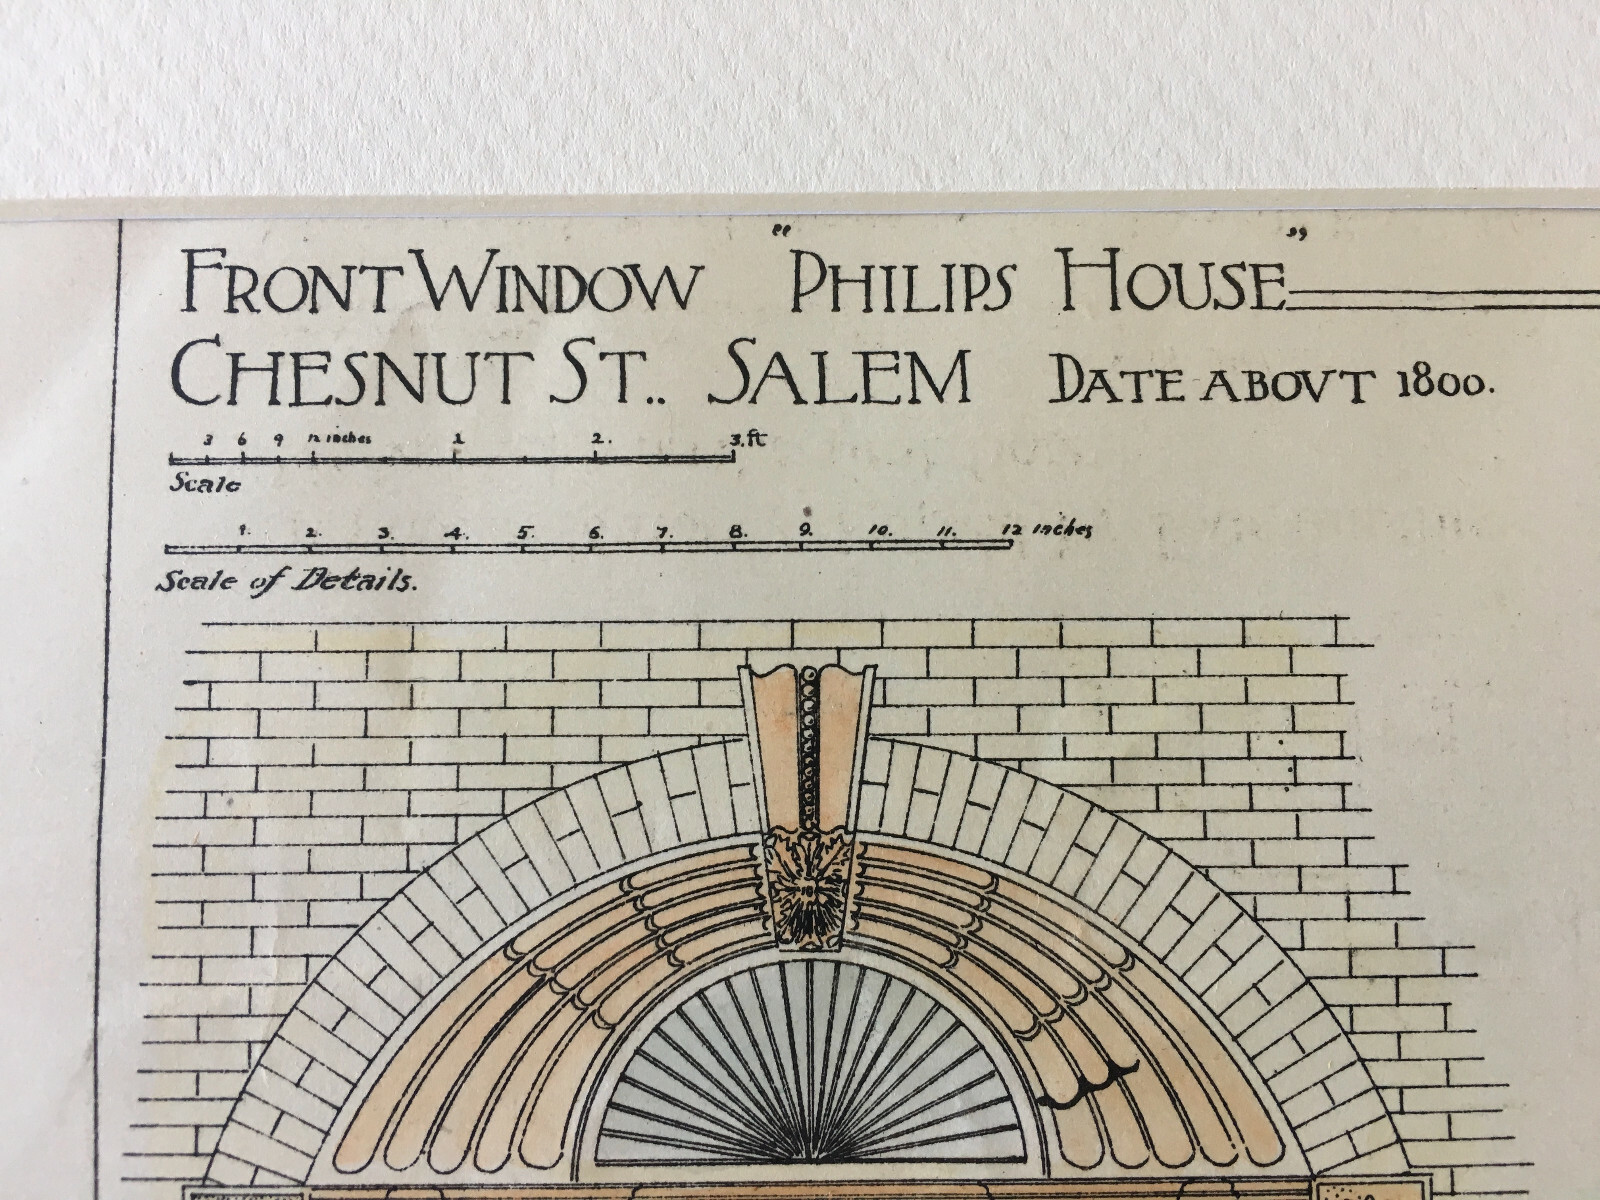 FRONT WINDOW "PHILIPS HOUSE"
CHESNUT ST.. SALEM DATE ABOVT 1800.
3 6 9 12 inches 1 2. 3. ft
Scale
1. 2. 3. 4. 5. 6. 7. 8. 9. 10. 11. 12 inches
Scale of Details.